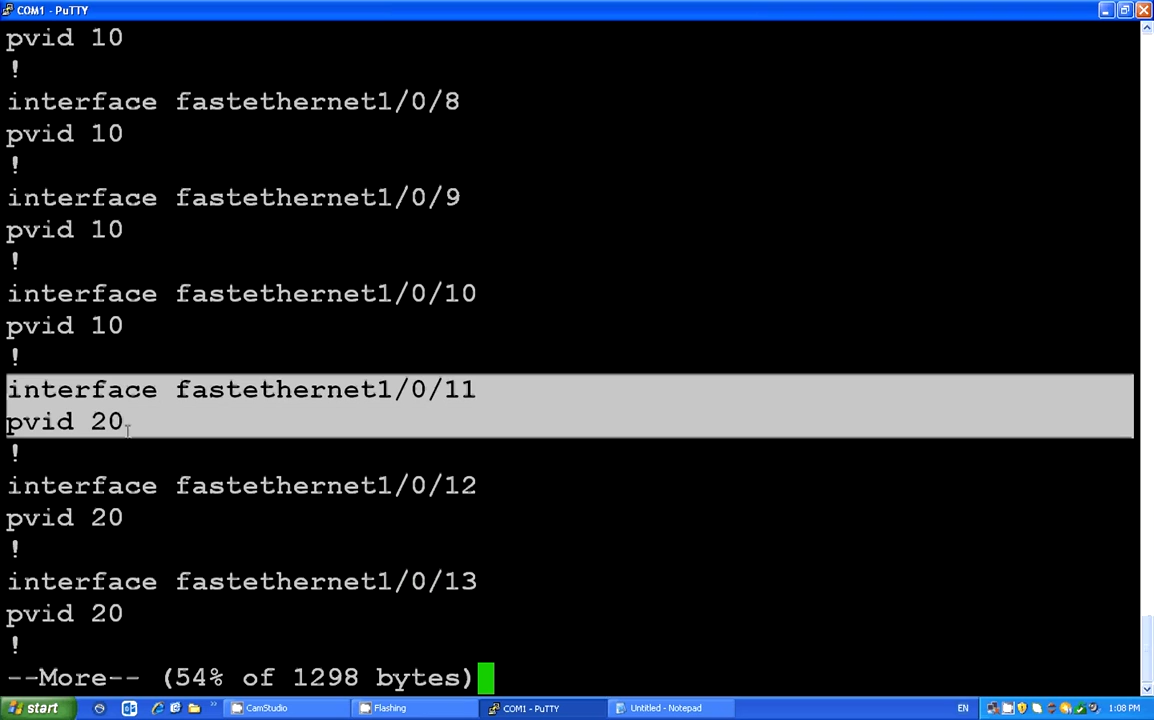 COM1 - PuTTY
pvid 10
!
interface fastethernet1/0/8
pvid 10
!
interface fastethernet1/0/9
pvid 10
!
interface fastethernet1/0/10
pvid 10
!
interface fastethernet1/0/11
pvid 20
!
interface fastethernet1/0/12
pvid 20
!
interface fastethernet1/0/13
pvid 20
!
--More-- (54% of 1298 bytes)
start CamStudio Flashing COM1 - PuTTY Untitled - Notepad EN 1:08 PM